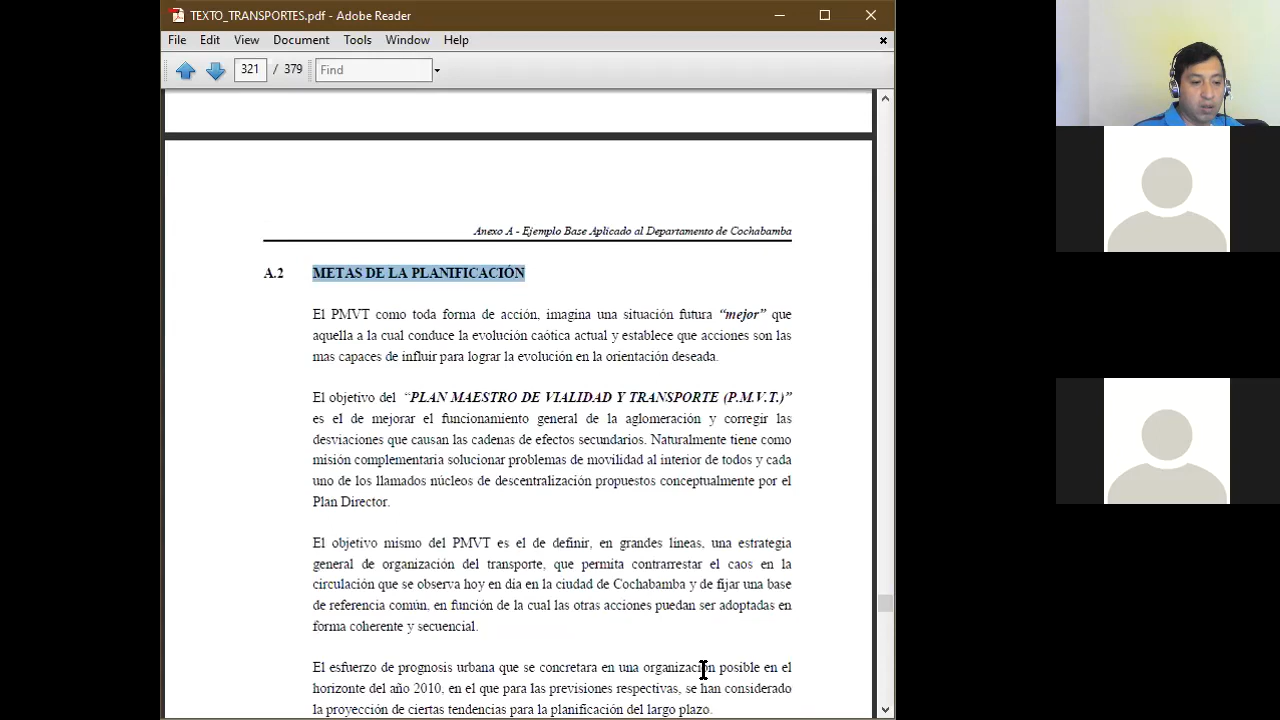 TEXTO_TRANSPORTES.pdf - Adobe Reader
File Edit View Document Tools Window Help
321 / 379 Find
Anexo A - Ejemplo Base Aplicado al Departamento de Cochabamba
A.2 METAS DE LA PLANIFICACIÓN
El PMVT como toda forma de acción, imagina una situación futura “mejor” que
aquella a la cual conduce la evolución caótica actual y establece que acciones son las
mas capaces de influir para lograr la evolución en la orientación deseada.
El objetivo del “PLAN MAESTRO DE VIALIDAD Y TRANSPORTE (P.M.V.T.)”
es el de mejorar el funcionamiento general de la aglomeración y corregir las
desviaciones que causan las cadenas de efectos secundarios. Naturalmente tiene como
misión complementaria solucionar problemas de movilidad al interior de todos y cada
uno de los llamados núcleos de descentralización propuestos conceptualmente por el
Plan Director.
El objetivo mismo del PMVT es el de definir, en grandes líneas, una estrategia
general de organización del transporte, que permita contrarrestar el caos en la
circulación que se observa hoy en día en la ciudad de Cochabamba y de fijar una base
de referencia común, en función de la cual las otras acciones puedan ser adoptadas en
forma coherente y secuencial.
El esfuerzo de prognosis urbana que se concretara en una organización posible en el
horizonte del año 2010, en el que para las previsiones respectivas, se han considerado
la proyección de ciertas tendencias para la planificación del largo plazo.